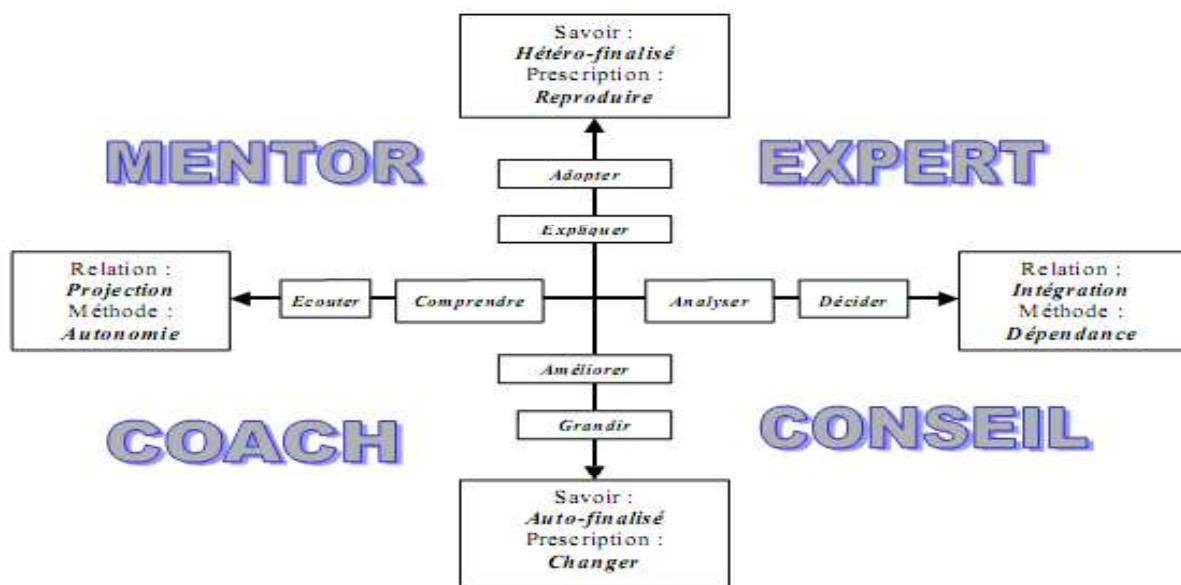 Savoir :
Hétéro-finalisé
Prescription :
Reproduire
MENTOR
EXPERT
Adopter
Expliquer
Relation :
Projection
Méthode :
Autonomie
Ecouter
Comprendre
Analyser
Décider
Relation :
Intégration
Méthode :
Dépendance
Améliorer
Grandir
COACH
CONSEIL
Savoir :
Auto-finalisé
Prescription :
Changer